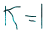 K = 1